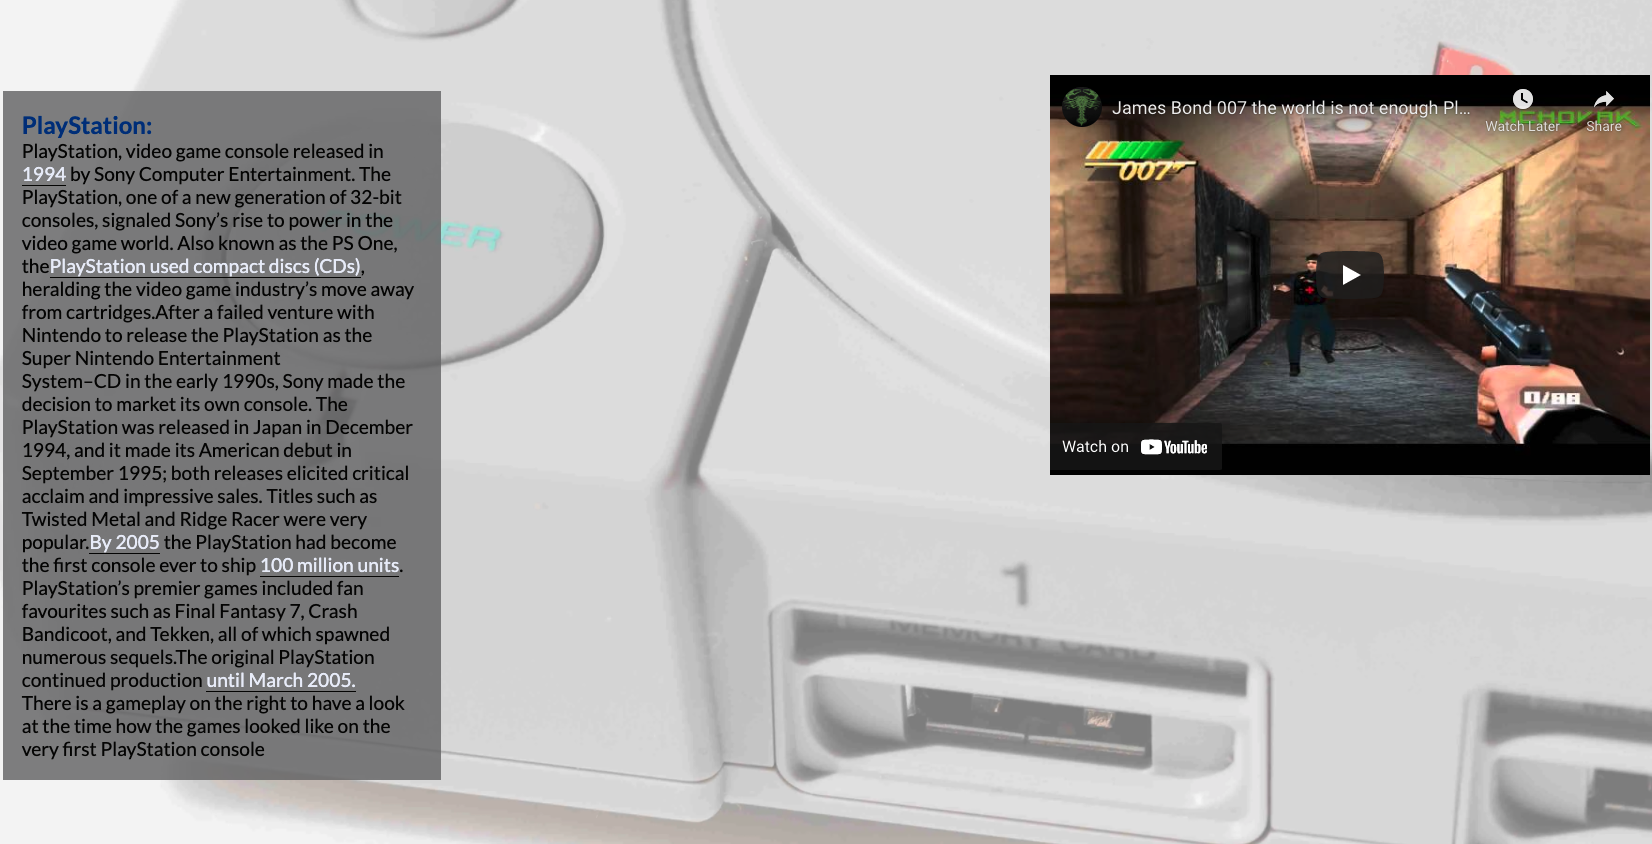 PlayStation:
PlayStation, video game console released in
1994 by Sony Computer Entertainment. The
PlayStation, one of a new generation of 32-bit
consoles, signaled Sony’s rise to power in the
video game world. Also known as the PS One,
thePlayStation used compact discs (CDs),
heralding the video game industry’s move away
from cartridges.After a failed venture with
Nintendo to release the PlayStation as the
Super Nintendo Entertainment
System–CD in the early 1990s, Sony made the
decision to market its own console. The
PlayStation was released in Japan in December
1994, and it made its American debut in
September 1995; both releases elicited critical
acclaim and impressive sales. Titles such as
Twisted Metal and Ridge Racer were very
popular.By 2005 the PlayStation had become
the first console ever to ship 100 million units.
PlayStation’s premier games included fan
favourites such as Final Fantasy 7, Crash
Bandicoot, and Tekken, all of which spawned
numerous sequels.The original PlayStation
continued production until March 2005.
There is a gameplay on the right to have a look
at the time how the games looked like on the
very first PlayStation console
James Bond 007 the world is not enough Pl...
Watch Later
Share
007
0/88
Watch on YouTube
1
MEMORY CARD